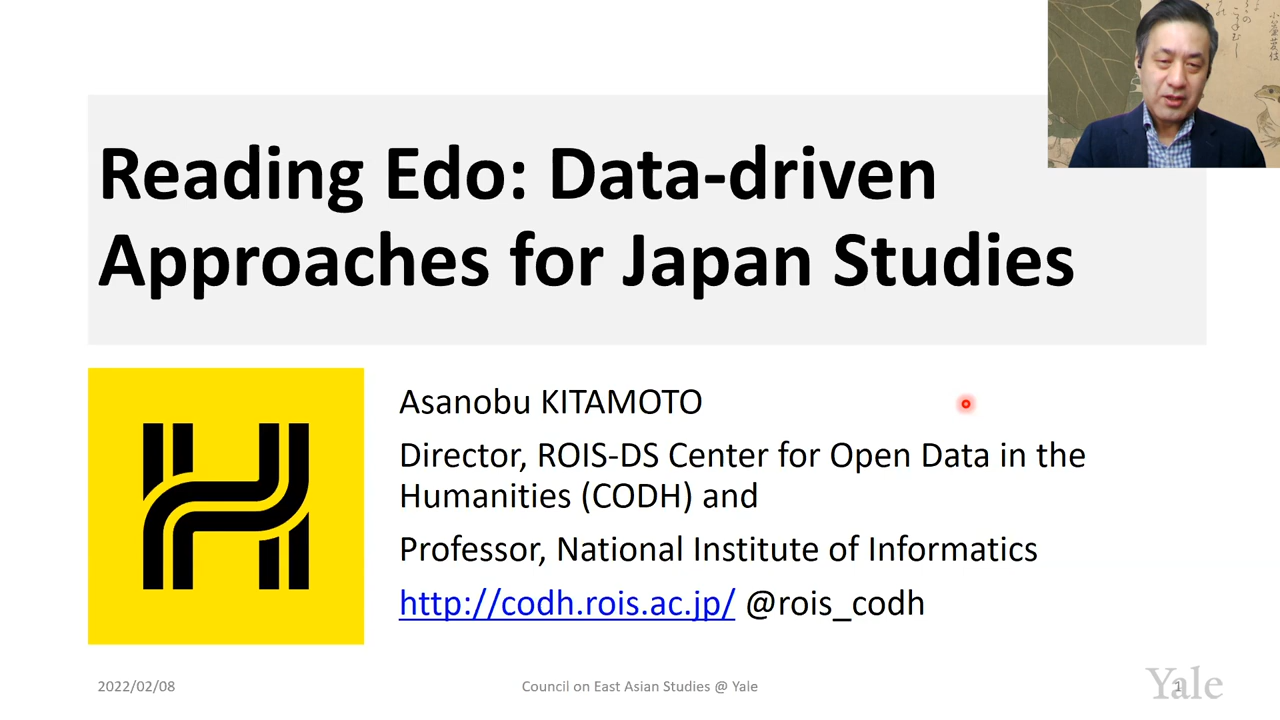 Reading Edo: Data-driven
Approaches for Japan Studies
Asanobu KITAMOTO
Director, ROIS-DS Center for Open Data in the
Humanities (CODH) and
Professor, National Institute of Informatics
http://codh.rois.ac.jp/ @rois_codh
2022/02/08
Council on East Asian Studies @ Yale
1
Yale